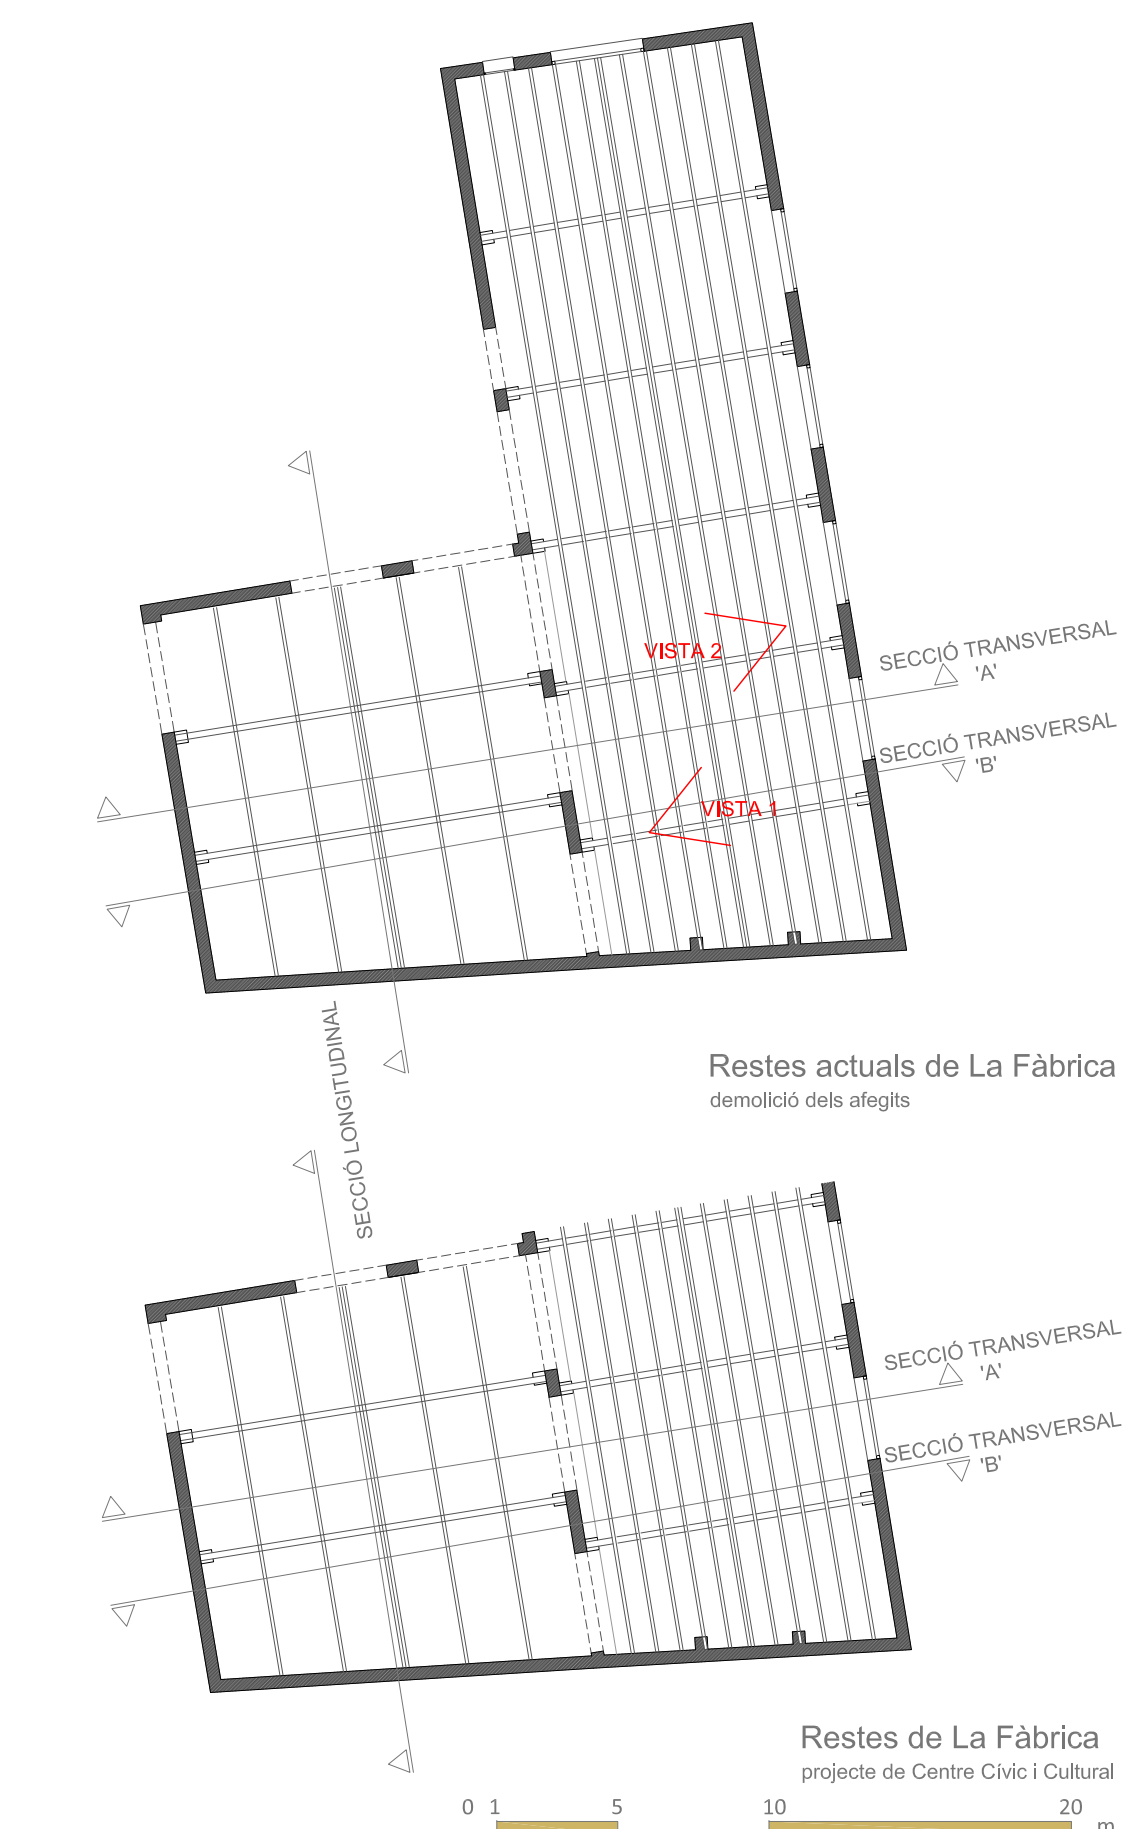 VISTA 2
SECCIÓ TRANSVERSAL
'A'
SECCIÓ TRANSVERSAL
'B'
VISTA 1
SECCIÓ LONGITUDINAL
Restes actuals de La Fàbrica
demolició dels afegits
SECCIÓ TRANSVERSAL
'A'
SECCIÓ TRANSVERSAL
'B'
Restes de La Fàbrica
projecte de Centre Cívic i Cultural
0 1 5 10 20
m